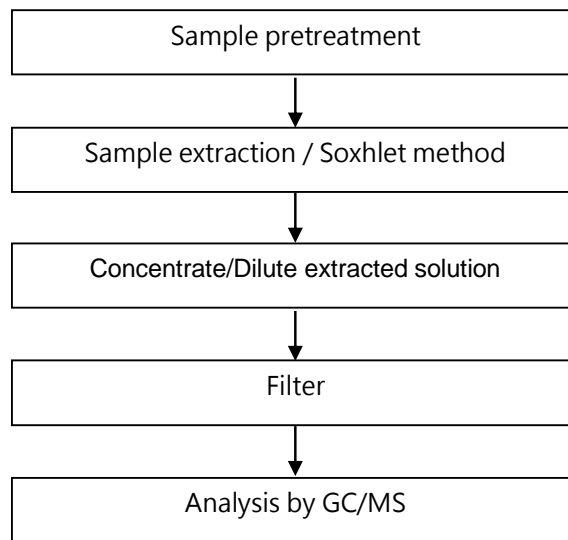 Sample pretreatment
Sample extraction / Soxhlet method
Concentrate/Dilute extracted solution
Filter
Analysis by GC/MS